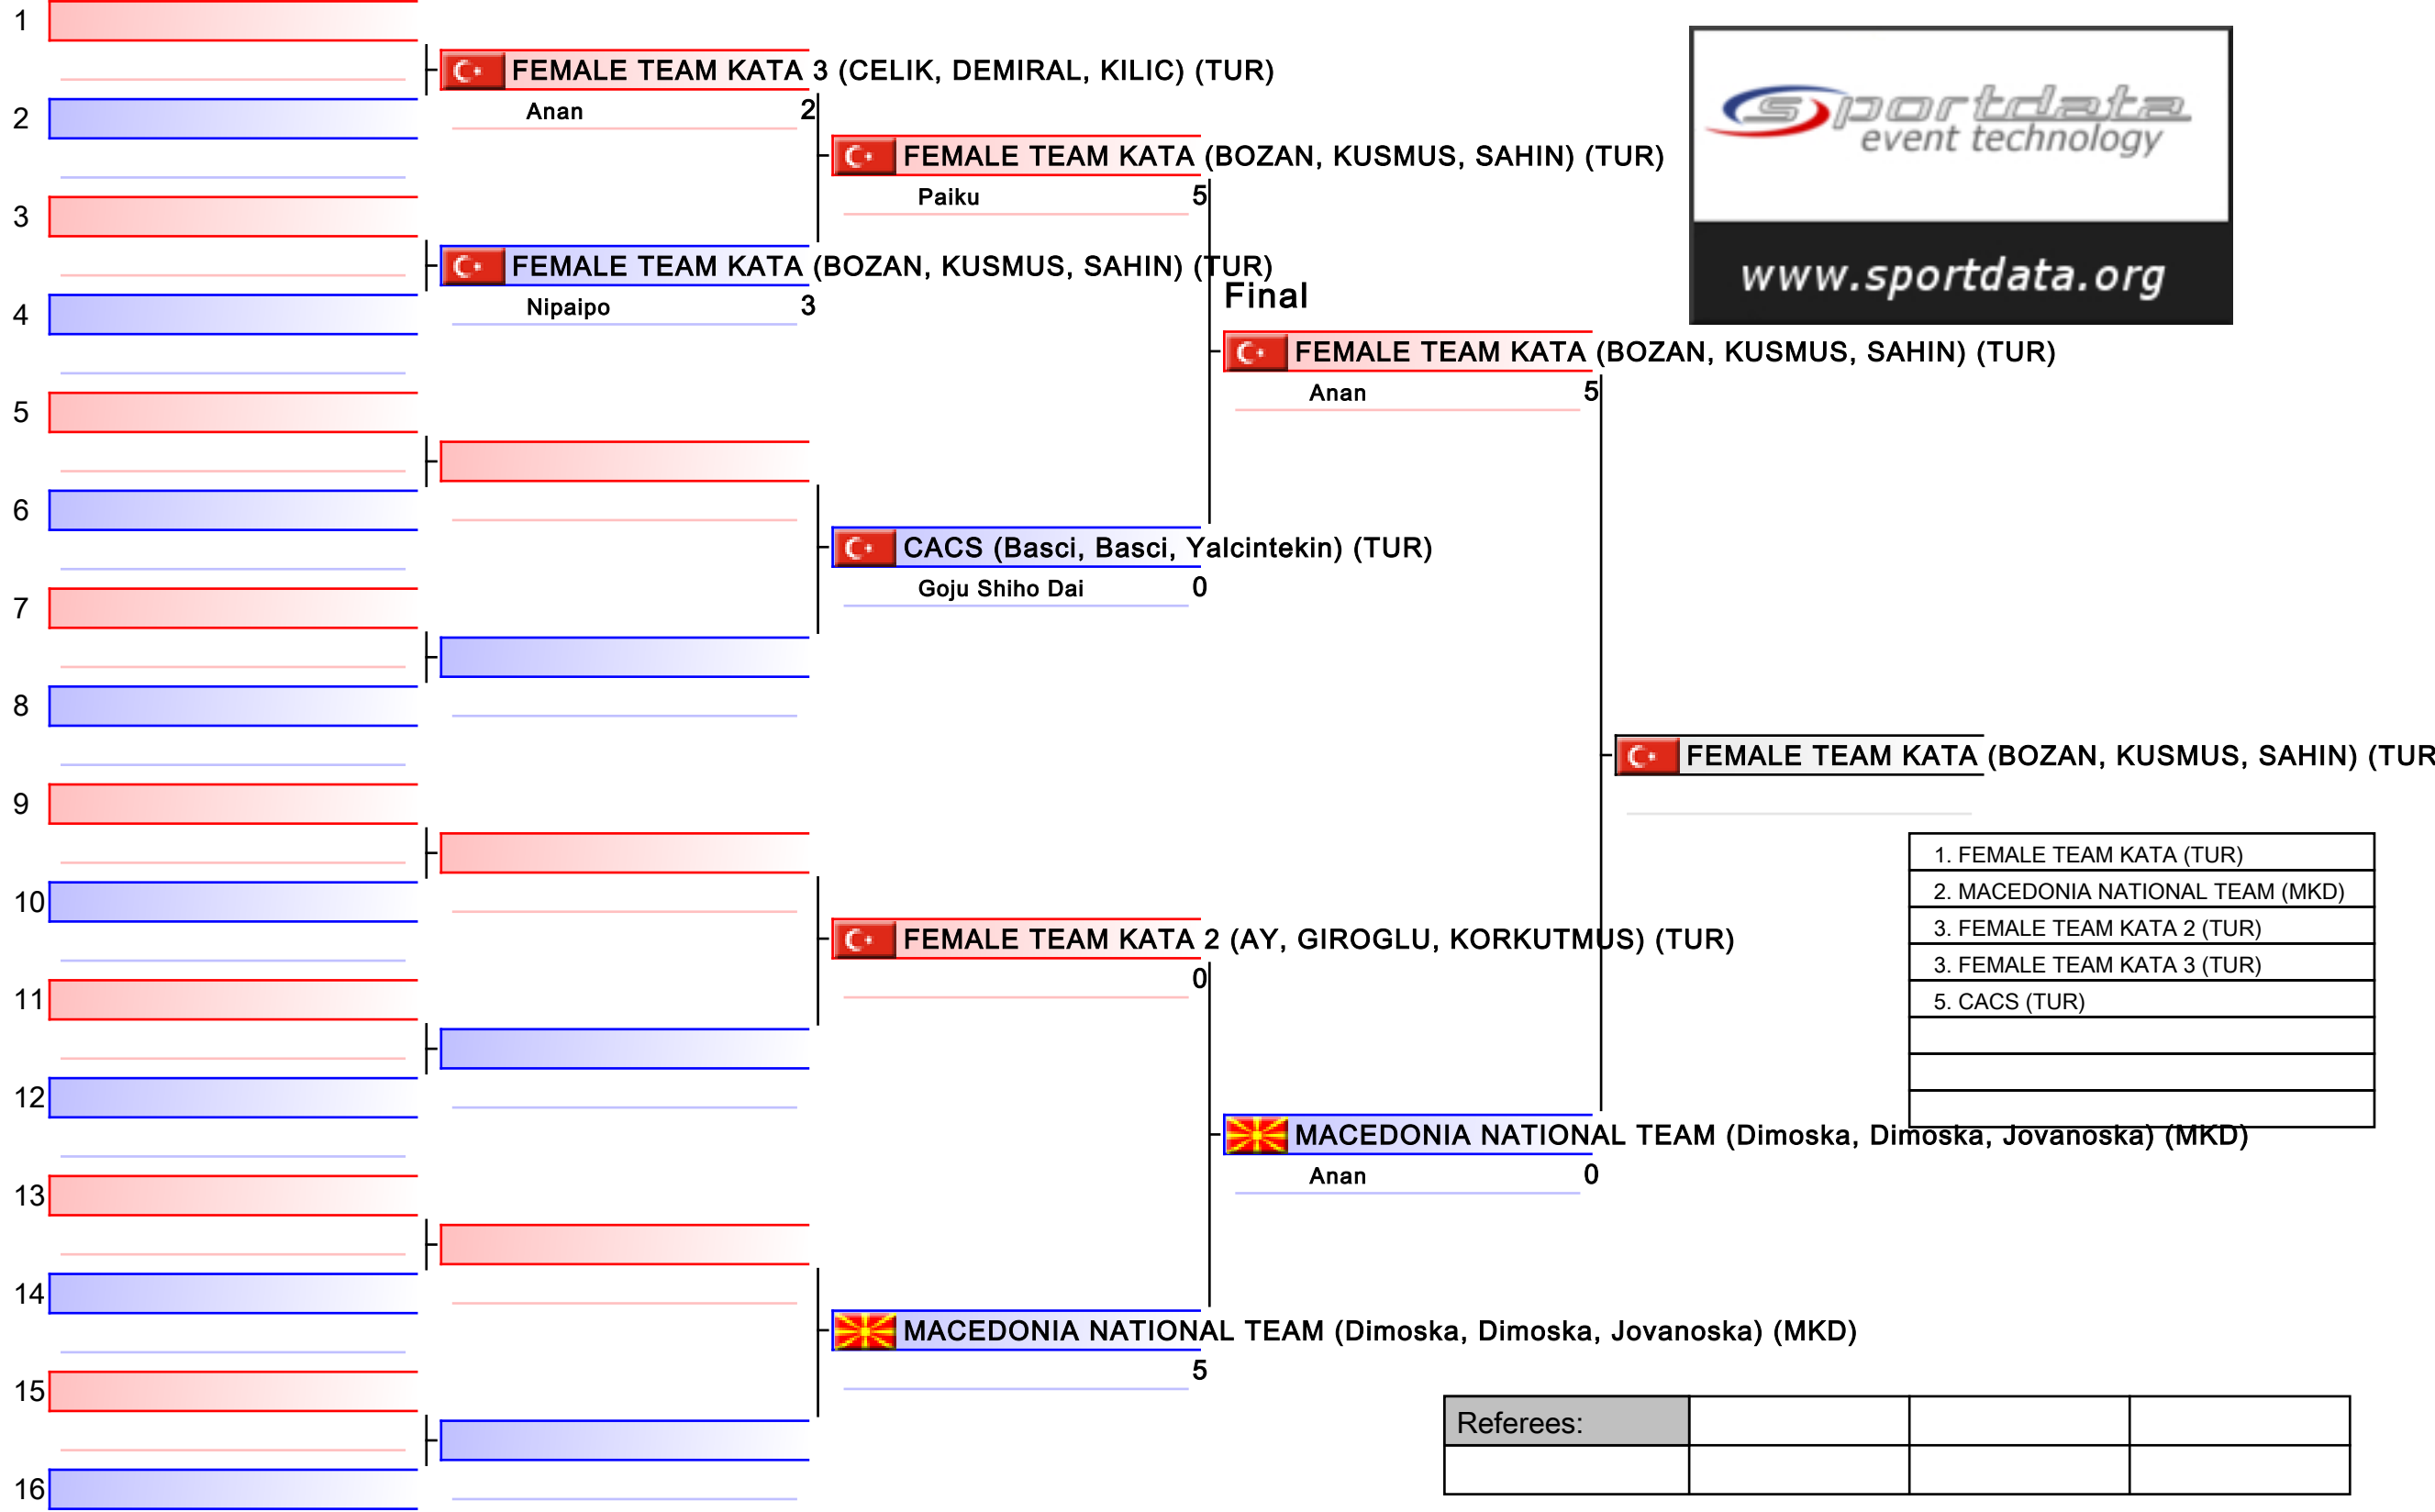 1
FEMALE TEAM KATA 3 (CELIK, DEMIRAL, KILIC) (TUR)
Anan 2
2
FEMALE TEAM KATA (BOZAN, KUSMUS, SAHIN) (TUR)
Paiku 5
3
FEMALE TEAM KATA (BOZAN, KUSMUS, SAHIN) (TUR)
Nipaipo 3
4
sportdata
event technology
www.sportdata.org
Final
FEMALE TEAM KATA (BOZAN, KUSMUS, SAHIN) (TUR)
Anan 5
5
6
CACS (Basci, Basci, Yalcintekin) (TUR)
Goju Shiho Dai 0
7
8
FEMALE TEAM KATA (BOZAN, KUSMUS, SAHIN) (TUR
9
1. FEMALE TEAM KATA (TUR)
2. MACEDONIA NATIONAL TEAM (MKD)
3. FEMALE TEAM KATA 2 (TUR)
3. FEMALE TEAM KATA 3 (TUR)
5. CACS (TUR)
10
FEMALE TEAM KATA 2 (AY, GIROGLU, KORKUTMUS) (TUR)
0
11
12
MACEDONIA NATIONAL TEAM (Dimoska, Dimoska, Jovanoska) (MKD)
Anan 0
13
14
MACEDONIA NATIONAL TEAM (Dimoska, Dimoska, Jovanoska) (MKD)
5
15
Referees:
16